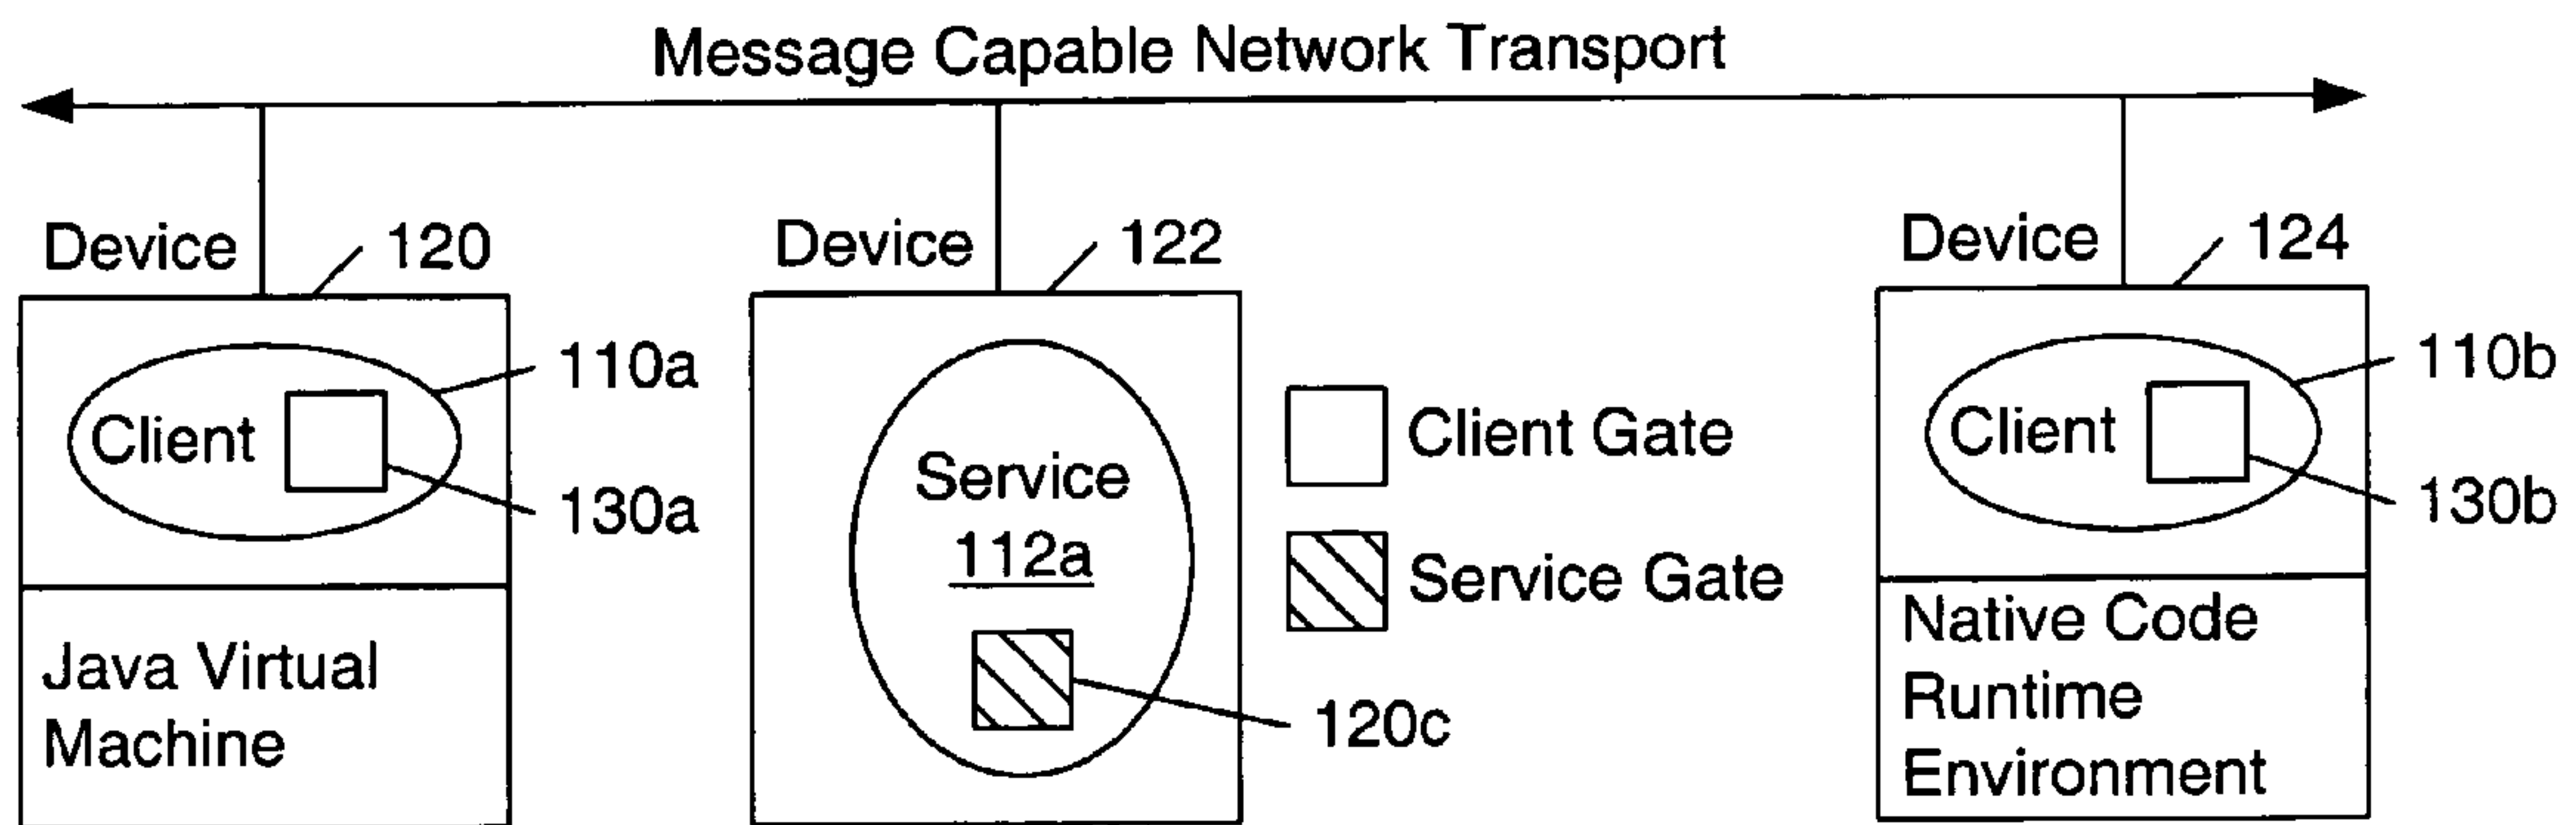 Message Capable Network Transport
Device
120
Device
122
Device
124
110a
Client
130a
Java Virtual
Machine
Service
112a
120c
Client Gate
Service Gate
110b
Client
130b
Native Code
Runtime
Environment